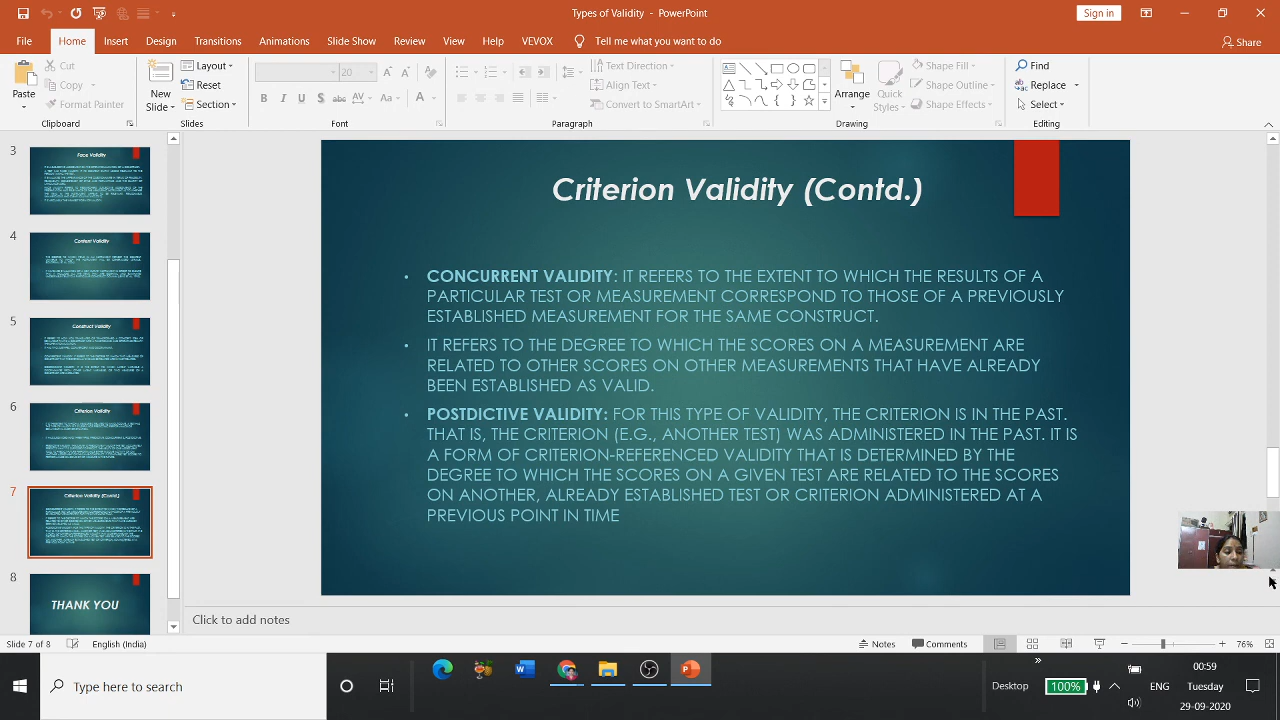 Types of Validity - PowerPoint
Sign in
File Home Insert Design Transitions Animations Slide Show Review View Help VEVOX Tell me what you want to do
Share
Paste
Cut
Copy
Format Painter
Clipboard
New Slide
Layout
Reset
Section
Slides
20
B I U S abc AV Aa A
Font
Text Direction
Align Text
Convert to SmartArt
Paragraph
Arrange
Quick Styles
Shape Fill
Shape Outline
Shape Effects
Drawing
Find
Replace
Select
Editing
3
Face Validity
4
Content Validity
5
Construct Validity
6
Criterion Validity
7
Criterion Validity (Contd.)
8
THANK YOU
Criterion Validity (Contd.)
• CONCURRENT VALIDITY: IT REFERS TO THE EXTENT TO WHICH THE RESULTS OF A
PARTICULAR TEST OR MEASUREMENT CORRESPOND TO THOSE OF A PREVIOUSLY
ESTABLISHED MEASUREMENT FOR THE SAME CONSTRUCT.
• IT REFERS TO THE DEGREE TO WHICH THE SCORES ON A MEASUREMENT ARE
RELATED TO OTHER SCORES ON OTHER MEASUREMENTS THAT HAVE ALREADY
BEEN ESTABLISHED AS VALID.
• POSTDICTIVE VALIDITY: FOR THIS TYPE OF VALIDITY, THE CRITERION IS IN THE PAST.
THAT IS, THE CRITERION (E.G., ANOTHER TEST) WAS ADMINISTERED IN THE PAST. IT IS
A FORM OF CRITERION-REFERENCED VALIDITY THAT IS DETERMINED BY THE
DEGREE TO WHICH THE SCORES ON A GIVEN TEST ARE RELATED TO THE SCORES
ON ANOTHER, ALREADY ESTABLISHED TEST OR CRITERION ADMINISTERED AT A
PREVIOUS POINT IN TIME
Click to add notes
Slide 7 of 8 English (India) Notes Comments 76%
Type here to search
Desktop
100%
ENG
00:59
Tuesday
29-09-2020